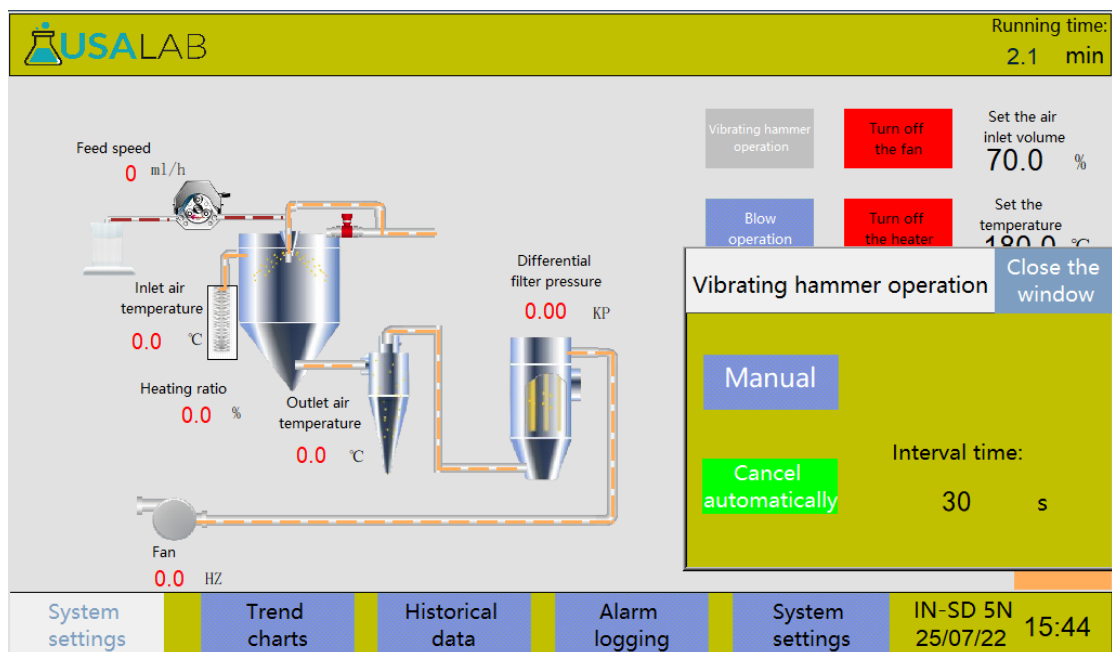 USALAB
Running time:
2.1 min
Feed speed
0 ml/h
Vibrating hammer
operation
Turn off
the fan
Set the air
inlet volume
70.0 %
Blow
operation
Turn off
the heater
Set the
temperature
180.0 ℃
Inlet air
temperature
0.0 ℃
Differential
filter pressure
0.00 KP
Heating ratio
0.0 %
Outlet air
temperature
0.0 ℃
Vibrating hammer operation
Close the
window
Manual
Cancel
automatically
Interval time:
30 s
Fan
0.0 HZ
System
settings
Trend
charts
Historical
data
Alarm
logging
System
settings
IN-SD 5N
25/07/22
15:44